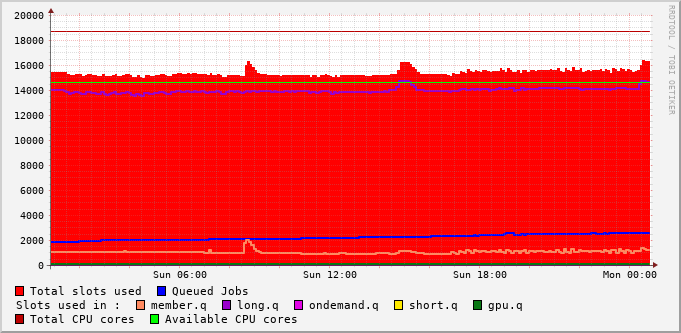 20000
18000
16000
14000
12000
10000
8000
6000
4000
2000
0
Sun 06:00 Sun 12:00 Sun 18:00 Mon 00:00
Total slots used Queued Jobs
Slots used in : member.q long.q ondemand.q short.q gpu.q
Total CPU cores Available CPU cores
RRDTOOL / TOBI OETIKER